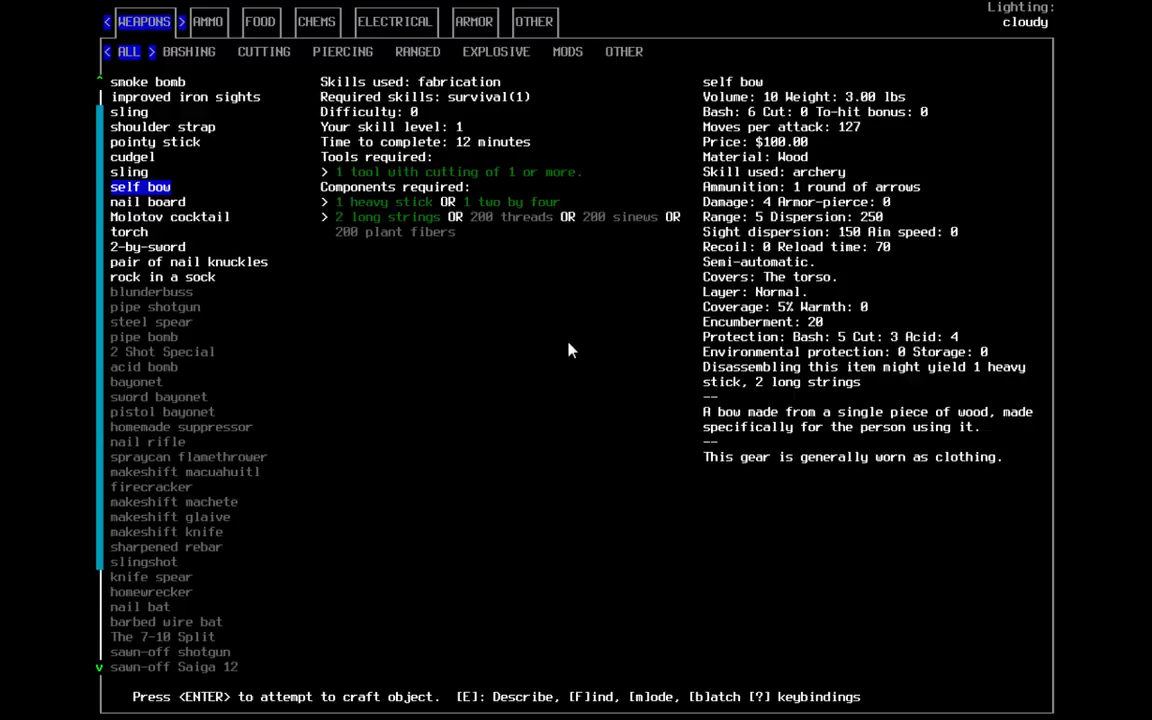 Lighting:
< WEAPONS > AMMO FOOD CHEMS ELECTRICAL ARMOR OTHER cloudy
< ALL > BASHING CUTTING PIERCING RANGED EXPLOSIVE MODS OTHER
^
smoke bomb
improved iron sights
sling
shoulder strap
pointy stick
cudgel
sling
self bow
nail board
Molotov cocktail
torch
2-by-sword
pair of nail knuckles
rock in a sock
blunderbuss
pipe shotgun
steel spear
pipe bomb
2 Shot Special
acid bomb
bayonet
sword bayonet
pistol bayonet
homemade suppressor
nail rifle
spraycan flamethrower
makeshift macuahuitl
firecracker
makeshift machete
makeshift glaive
makeshift knife
sharpened rebar
slingshot
knife spear
homewrecker
nail bat
barbed wire bat
The 7-10 Split
sawn-off shotgun
v sawn-off Saiga 12
Skills used: fabrication
Required skills: survival(1)
Difficulty: 0
Your skill level: 1
Time to complete: 12 minutes
Tools required:
> 1 tool with cutting of 1 or more.
Components required:
> 1 heavy stick OR 1 two by four
> 2 long strings OR 200 threads OR 200 sinews OR
200 plant fibers
self bow
Volume: 10 Weight: 3.00 lbs
Bash: 6 Cut: 0 To-hit bonus: 0
Moves per attack: 127
Price: $100.00
Material: Wood
Skill used: archery
Ammunition: 1 round of arrows
Damage: 4 Armor-pierce: 0
Range: 5 Dispersion: 250
Sight dispersion: 150 Aim speed: 0
Recoil: 0 Reload time: 70
Semi-automatic.
Covers: The torso.
Layer: Normal.
Coverage: 5% Warmth: 0
Encumberment: 20
Protection: Bash: 5 Cut: 3 Acid: 4
Environmental protection: 0 Storage: 0
Disassembling this item might yield 1 heavy
stick, 2 long strings
--
A bow made from a single piece of wood, made
specifically for the person using it.
--
This gear is generally worn as clothing.
Press <ENTER> to attempt to craft object. [E]: Describe, [F]ind, [m]ode, [b]atch [?] keybindings